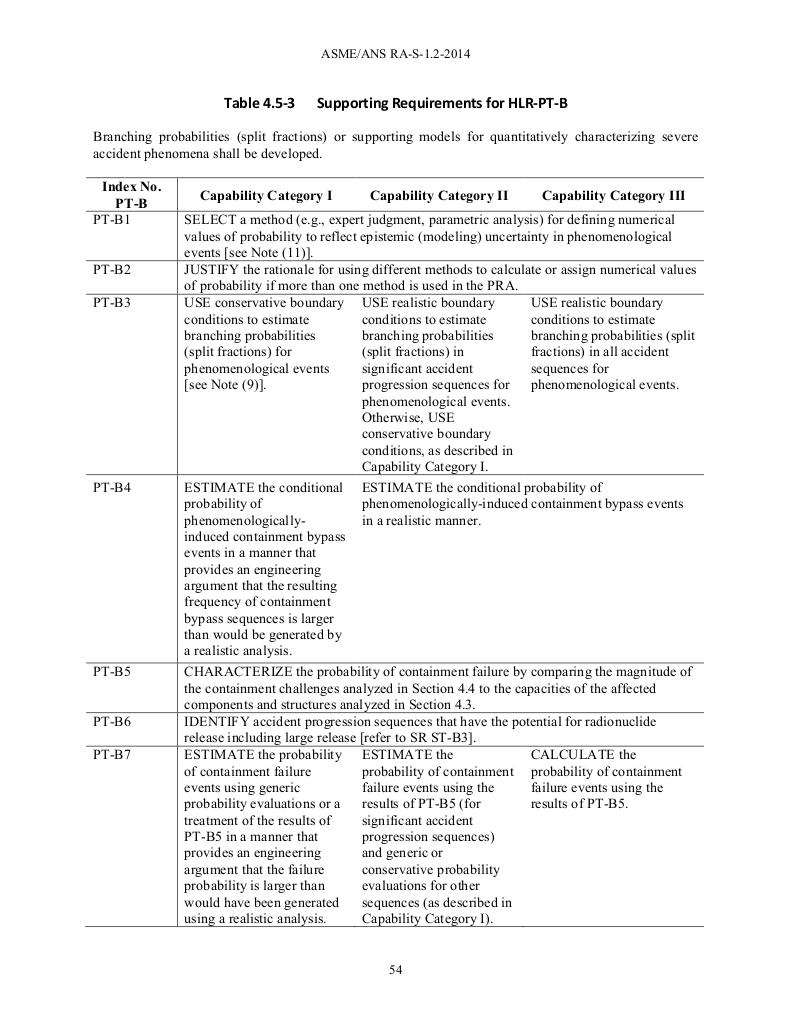 ASME/ANS RA-S-1.2-2014
Table 4.5-3 Supporting Requirements for HLR-PT-B
Branching probabilities (split fractions) or supporting models for quantitatively characterizing severe
accident phenomena shall be developed.
Index No.
PT-B
Capability Category I Capability Category II Capability Category III
PT-B1
SELECT a method (e.g., expert judgment, parametric analysis) for defining numerical
values of probability to reflect epistemic (modeling) uncertainty in phenomenological
events [see Note (11)].
PT-B2
JUSTIFY the rationale for using different methods to calculate or assign numerical values
of probability if more than one method is used in the PRA.
PT-B3
USE conservative boundary
conditions to estimate
branching probabilities
(split fractions) for
phenomenological events
[see Note (9)].
USE realistic boundary
conditions to estimate
branching probabilities
(split fractions) in
significant accident
progression sequences for
phenomenological events.
Otherwise, USE
conservative boundary
conditions, as described in
Capability Category I.
USE realistic boundary
conditions to estimate
branching probabilities (split
fractions) in all accident
sequences for
phenomenological events.
PT-B4
ESTIMATE the conditional
probability of
phenomenologically-
induced containment bypass
events in a manner that
provides an engineering
argument that the resulting
frequency of containment
bypass sequences is larger
than would be generated by
a realistic analysis.
ESTIMATE the conditional probability of
phenomenologically-induced containment bypass events
in a realistic manner.
PT-B5
CHARACTERIZE the probability of containment failure by comparing the magnitude of
the containment challenges analyzed in Section 4.4 to the capacities of the affected
components and structures analyzed in Section 4.3.
PT-B6
IDENTIFY accident progression sequences that have the potential for radionuclide
release including large release [refer to SR ST-B3].
PT-B7
ESTIMATE the probability
of containment failure
events using generic
probability evaluations or a
treatment of the results of
PT-B5 in a manner that
provides an engineering
argument that the failure
probability is larger than
would have been generated
using a realistic analysis.
ESTIMATE the
probability of containment
failure events using the
results of PT-B5 (for
significant accident
progression sequences)
and generic or
conservative probability
evaluations for other
sequences (as described in
Capability Category I).
CALCULATE the
probability of containment
failure events using the
results of PT-B5.
54